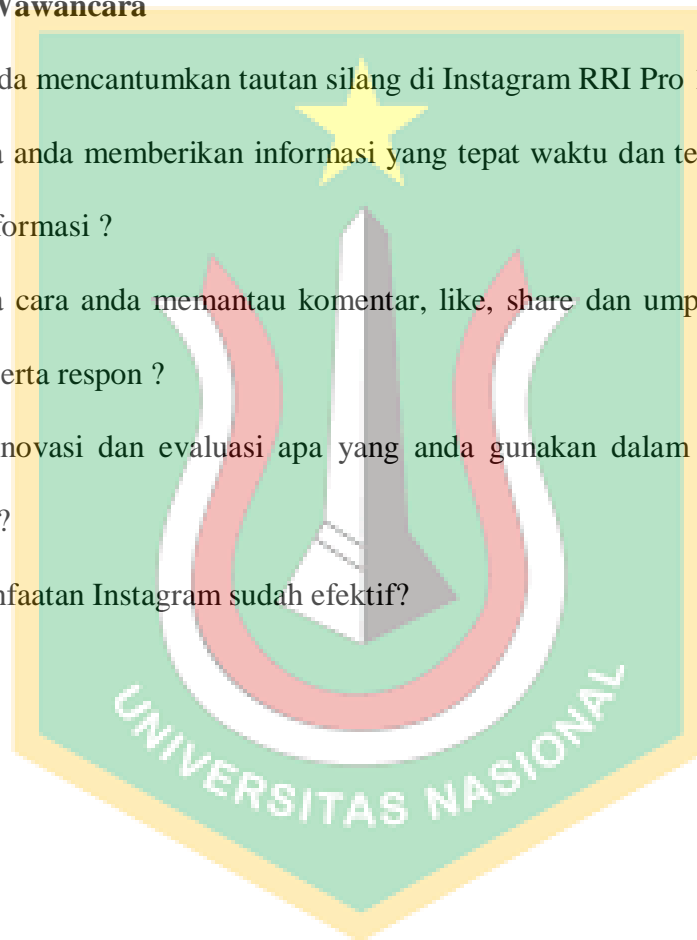 Wawancara
da mencantumkan tautan silang di Instagram RRI Pro
anda memberikan informasi yang tepat waktu dan te
formasi ?
cara anda memantau komentar, like, share dan ump
erta respon ?
novasi dan evaluasi apa yang anda gunakan dalam
?
nfaatan Instagram sudah efektif?
UNIVERSITAS NASIONAL